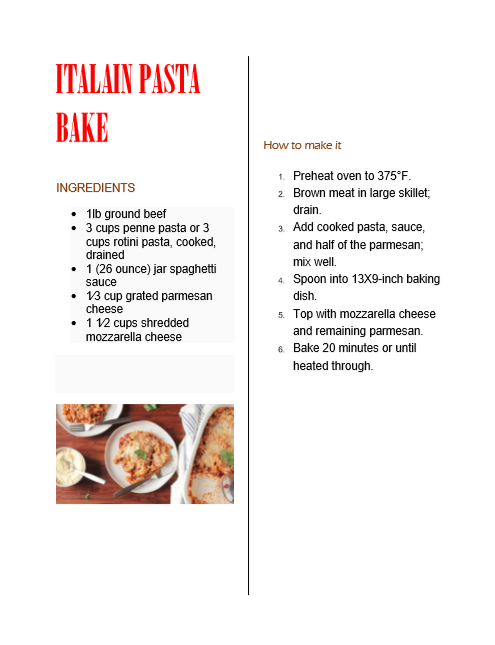 ITALAIN PASTA
BAKE
INGREDIENTS
• 1lb ground beef
• 3 cups penne pasta or 3
cups rotini pasta, cooked,
drained
• 1 (26 ounce) jar spaghetti
sauce
• 1⁄3 cup grated parmesan
cheese
• 1 1⁄2 cups shredded
mozzarella cheese
How to make it
1. Preheat oven to 375°F.
2. Brown meat in large skillet;
drain.
3. Add cooked pasta, sauce,
and half of the parmesan;
mix well.
4. Spoon into 13X9-inch baking
dish.
5. Top with mozzarella cheese
and remaining parmesan.
6. Bake 20 minutes or until
heated through.